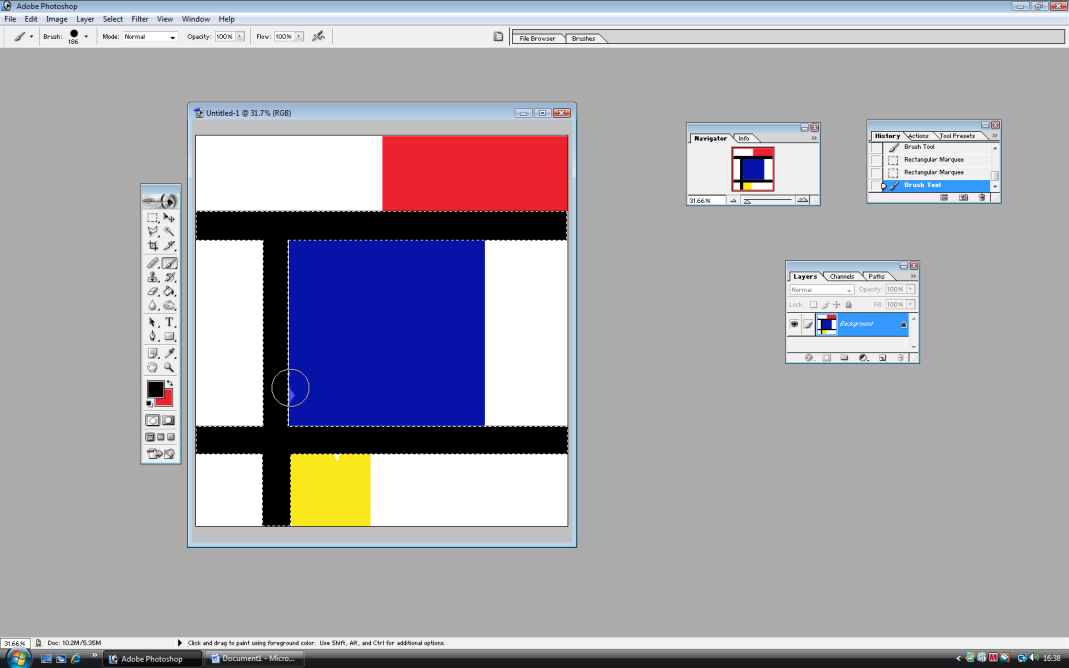 Adobe Photoshop
File Edit Image Layer Select Filter View Window Help
Brush: 186 Mode: Normal Opacity: 100% Flow: 100% File Browser Brushes
Untitled-1 @ 31.7% (RGB)
Navigator Info
31.66%
History Actions Tool Presets
Brush Tool
Rectangular Marquee
Rectangular Marquee
Brush Tool
Layers Channels Paths
Normal Opacity: 100%
Lock: Fill: 100%
Background
T
31.66% Doc: 10.2M/5.35M Click and drag to paint using foreground color. Use Shift, Alt, and Ctrl for additional options.
Adobe Photoshop Document1 - Micro... 16:38